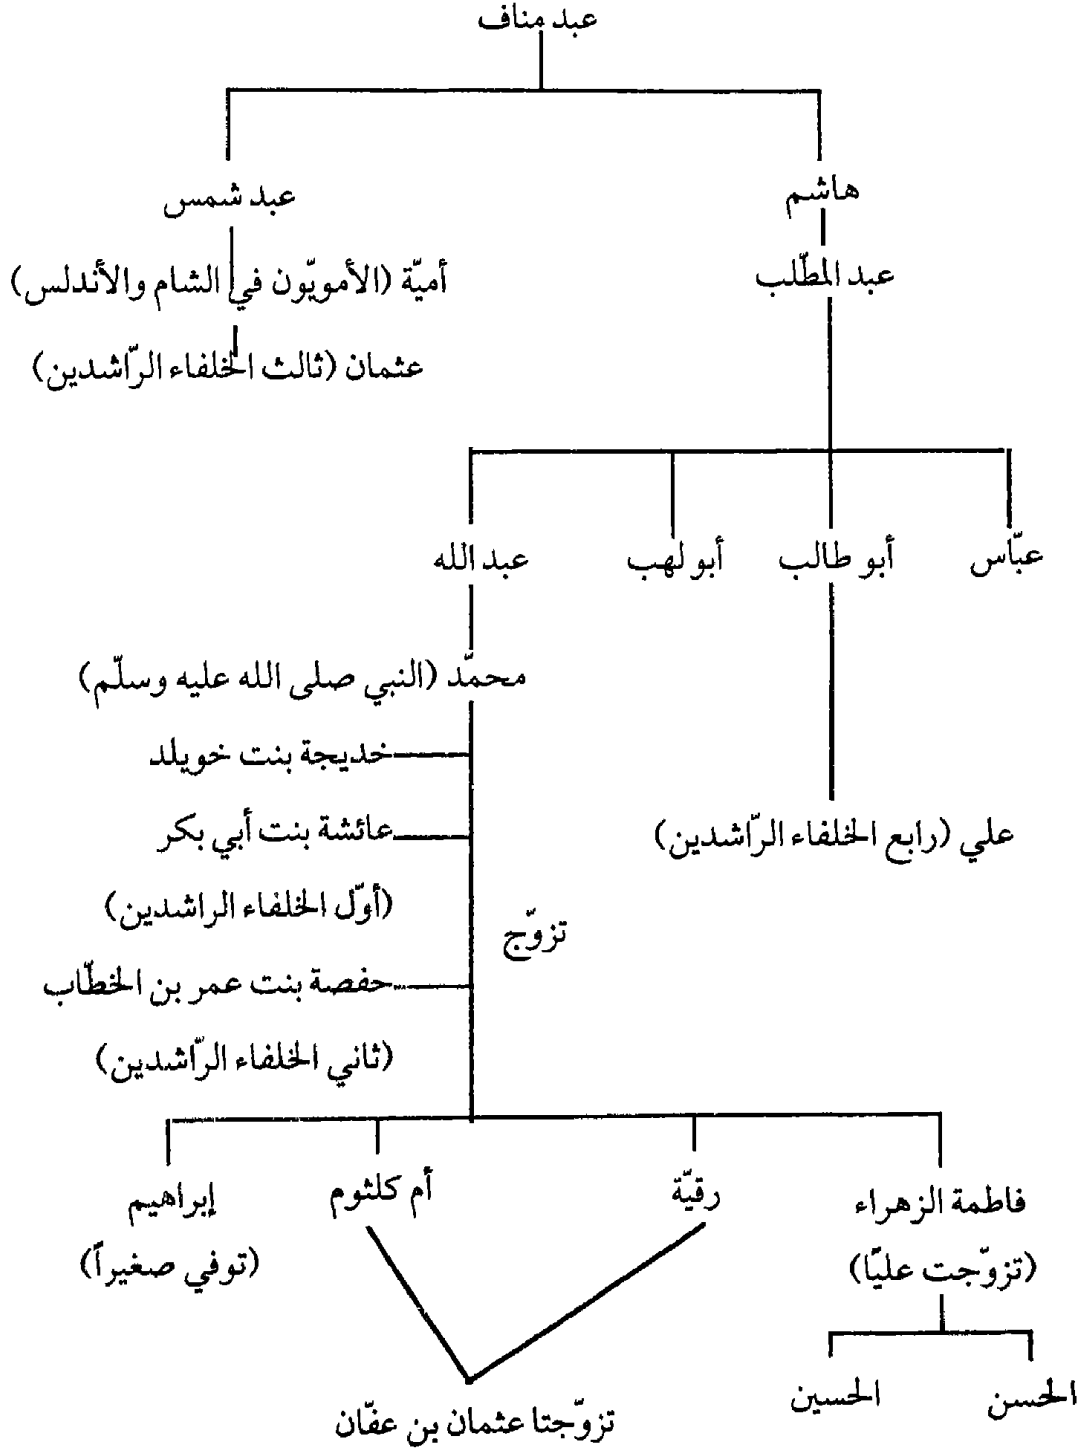 عبد مناف
هاشم
عبد شمس
عبد المطّلب
أميّة (الأمويّون في الشام والأندلس)
عثمان (ثالث الخلفاء الرّاشدين)
عبّاس
أبو طالب
أبو لهب
عبد الله
محمّد (النبي صلى الله عليه وسلّم)
خديجة بنت خويلد
علي (رابع الخلفاء الرّاشدين)
عائشة بنت أبي بكر
(أوّل الخلفاء الراشدين)
تزوّج
حفصة بنت عمر بن الخطّاب
(ثاني الخلفاء الرّاشدين)
فاطمة الزهراء
رقيّة
أم كلثوم
إبراهيم
(تزوّجت عليّا)
(توفي صغيراً)
الحسن
الحسين
تزوّجتا عثمان بن عفّان